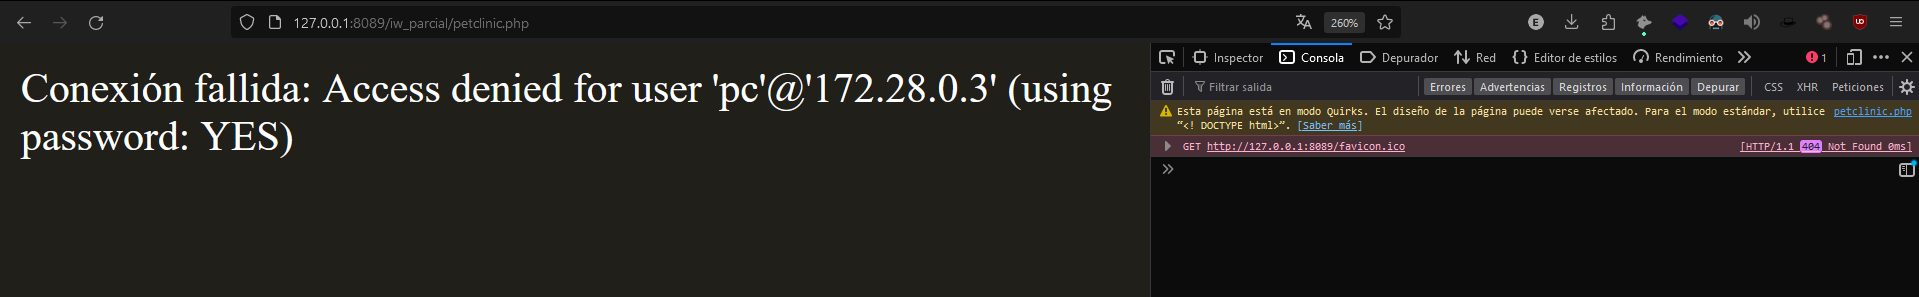 127.0.0.1:8089/iw_parcial/petclinic.php
260%
E
UD
Conexión fallida: Access denied for user 'pc'@'172.28.0.3' (using
password: YES)
Inspector
Consola
Depurador
Red
Editor de estilos
Rendimiento
1
Filtrar salida
Errores
Advertencias
Registros
Información
Depurar
CSS
XHR
Peticiones
Esta página está en modo Quirks. El diseño de la página puede verse afectado. Para el modo estándar, utilice petclinic.php
“<! DOCTYPE html>”. [Saber más]
GET http://127.0.0.1:8089/favicon.ico [HTTP/1.1 404 Not Found 0ms]